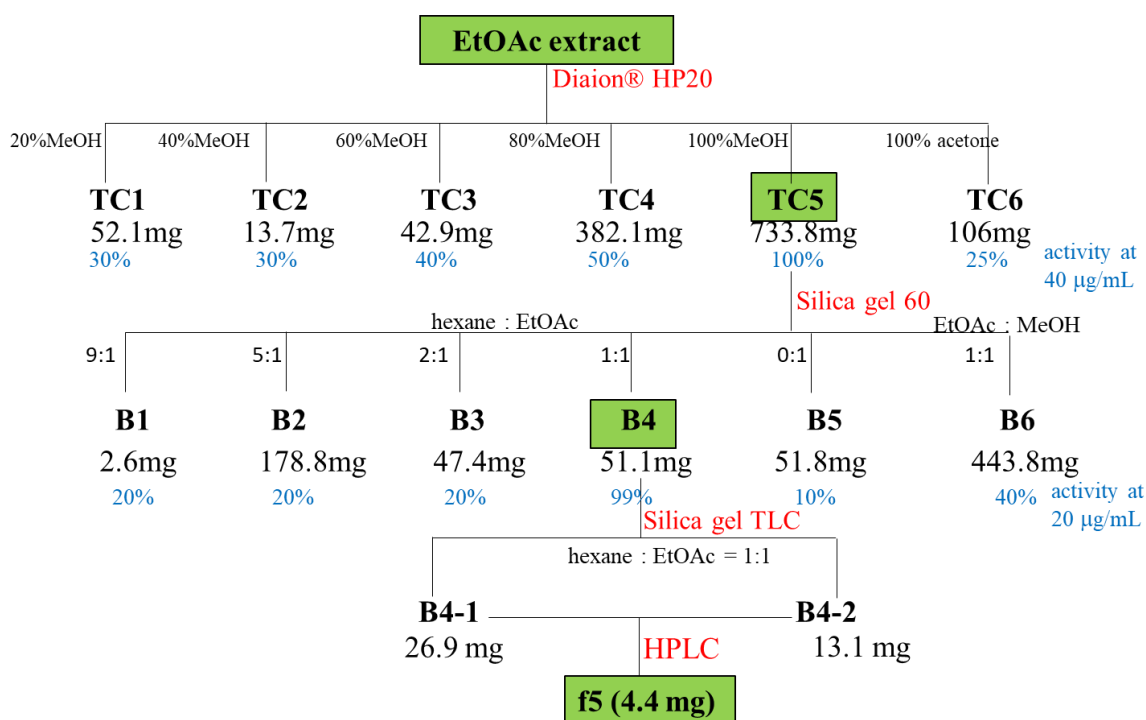 EtOAc extract
Diaion® HP20
20%MeOH 40%MeOH 60%MeOH 80%MeOH 100%MeOH 100% acetone
TC1 TC2 TC3 TC4 TC5 TC6
52.1mg 13.7mg 42.9mg 382.1mg 733.8mg 106mg
30% 30% 40% 50% 100% 25% activity at
40 μg/mL
Silica gel 60
hexane : EtOAc EtOAc : MeOH
9:1 5:1 2:1 1:1 0:1 1:1
B1 B2 B3 B4 B5 B6
2.6mg 178.8mg 47.4mg 51.1mg 51.8mg 443.8mg
20% 20% 20% 99% 10% 40% activity at
20 μg/mL
Silica gel TLC
hexane : EtOAc = 1:1
B4-1 B4-2
26.9 mg 13.1 mg
HPLC
f5 (4.4 mg)